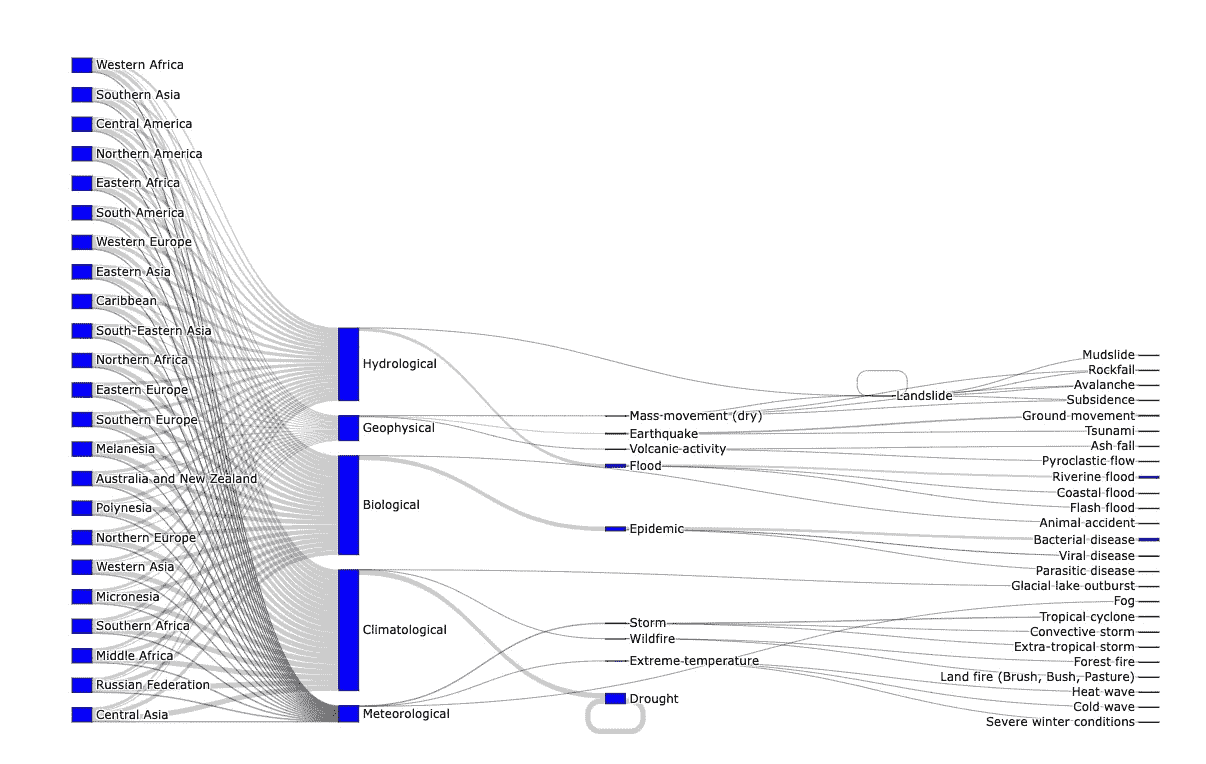 Western Africa
Southern Asia
Central America
Northern America
Eastern Africa
South America
Western Europe
Eastern Asia
Caribbean
South-Eastern Asia
Northern Africa
Eastern Europe
Southern Europe
Melanesia
Australia and New Zealand
Polynesia
Northern Europe
Western Asia
Micronesia
Southern Africa
Middle Africa
Russian Federation
Central Asia
Hydrological
Geophysical
Biological
Climatological
Meteorological
Landslide
Mass-movement (dry)
Earthquake
Volcanic activity
Flood
Epidemic
Storm
Wildfire
Extreme temperature
Drought
Mudslide
Rockfall
Avalanche
Subsidence
Ground movement
Tsunami
Ash fall
Pyroclastic flow
Riverine flood
Coastal flood
Flash flood
Animal accident
Bacterial disease
Viral disease
Parasitic disease
Glacial lake outburst
Fog
Tropical cyclone
Convective storm
Extra-tropical storm
Forest fire
Land fire (Brush, Bush, Pasture)
Heat wave
Cold wave
Severe winter conditions